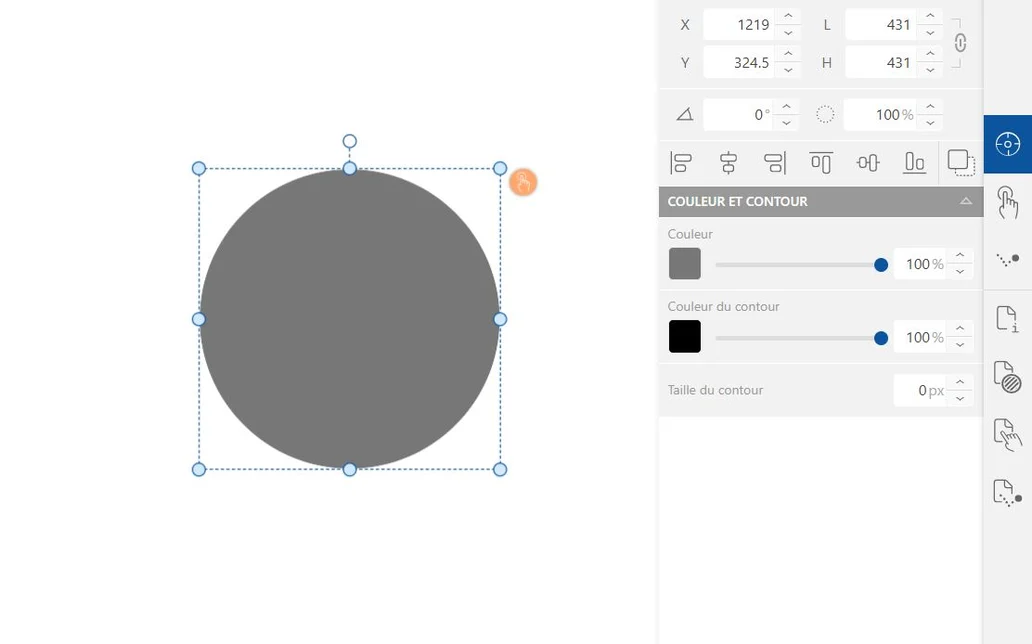 X 1219 L 431
Y 324.5 H 431
0° 100 %
COULEUR ET CONTOUR
Couleur
100 %
Couleur du contour
100 %
Taille du contour 0 px